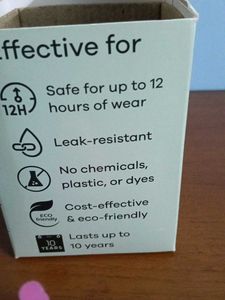 Effective for
12H
Safe for up to 12
hours of wear
Leak-resistant
No chemicals,
plastic, or dyes
ECO
friendly
Cost-effective
& eco-friendly
10
YEARS
Lasts up to
10 years